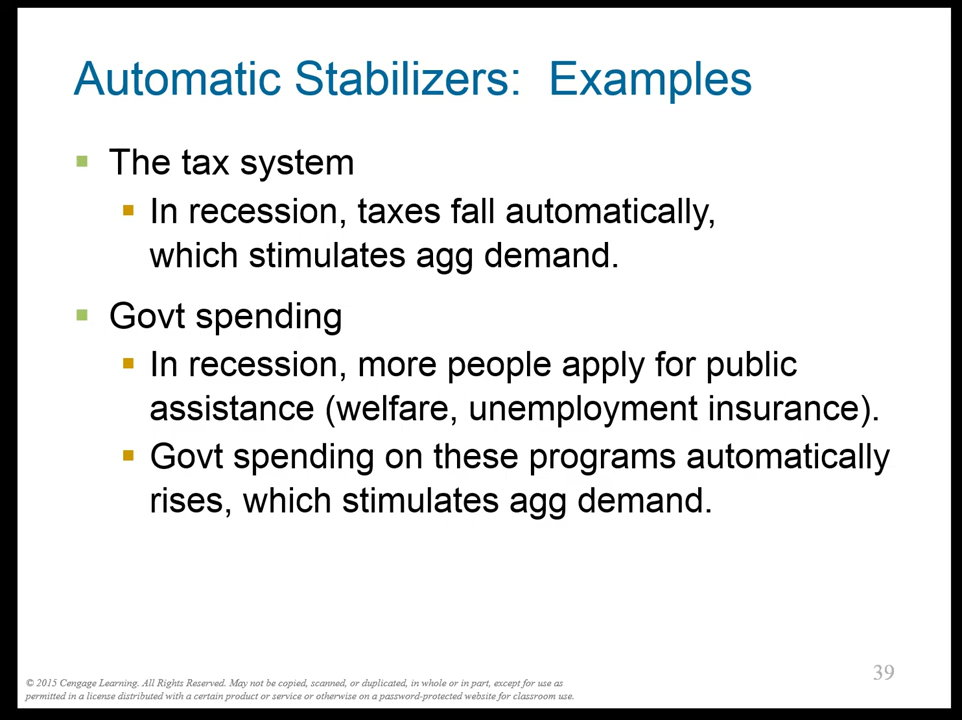 Automatic Stabilizers: Examples
The tax system
In recession, taxes fall automatically,
which stimulates agg demand.
Govt spending
In recession, more people apply for public
assistance (welfare, unemployment insurance).
Govt spending on these programs automatically
rises, which stimulates agg demand.
39
© 2015 Cengage Learning. All Rights Reserved. May not be copied, scanned, or duplicated, in whole or in part, except for use as
permitted in a license distributed with a certain product or service or otherwise on a password-protected website for classroom use.